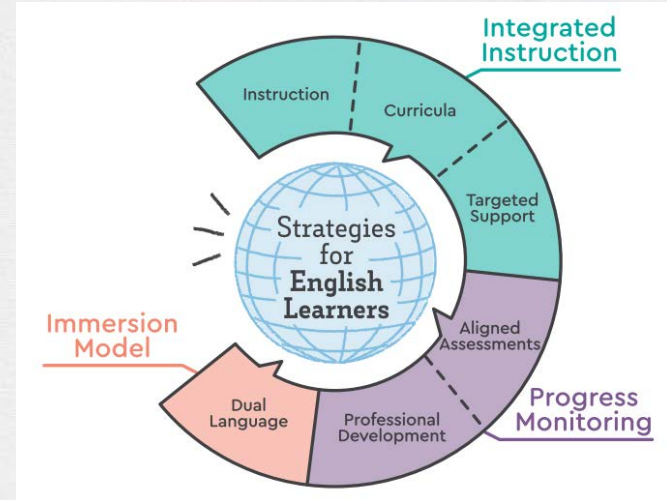 Integrated
Instruction
Instruction
Curricula
Targeted
Support
Strategies
for
English
Learners
Aligned
Assessments
Immersion
Model
Dual
Language
Professional
Development
Progress
Monitoring